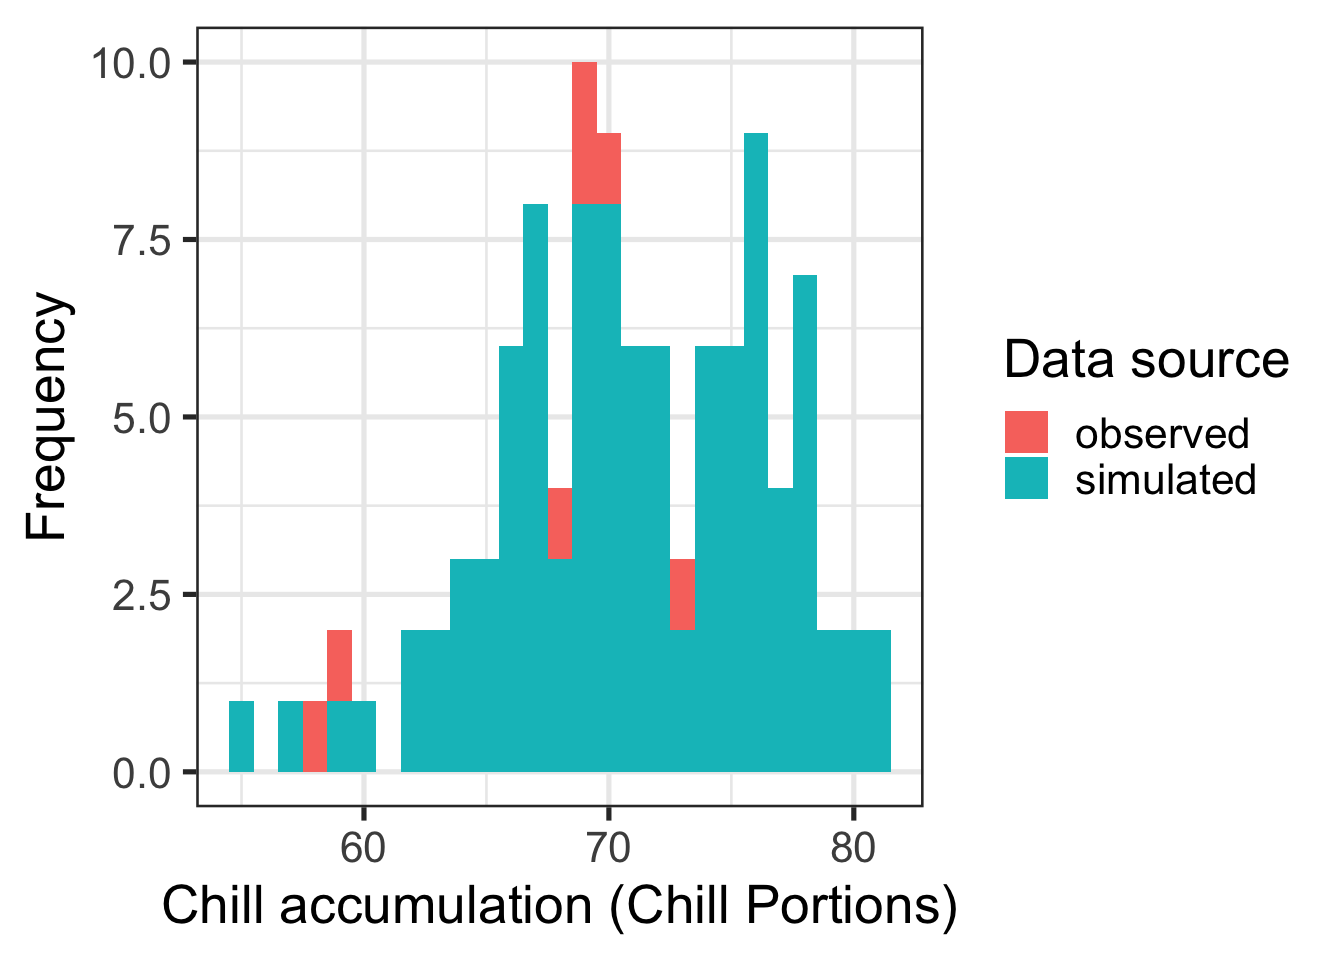 10.0
7.5
5.0
2.5
0.0
Frequency
60 70 80
Chill accumulation (Chill Portions)
Data source
observed
simulated